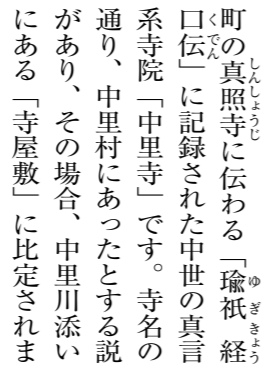 町の真照寺に伝わる「瑜祇経
口伝」に記録された中世の真言
系寺院「中里寺」です。寺名の
通り、中里村にあったとする説
があり、その場合、中里川添い
にある「寺屋敷」に比定されま